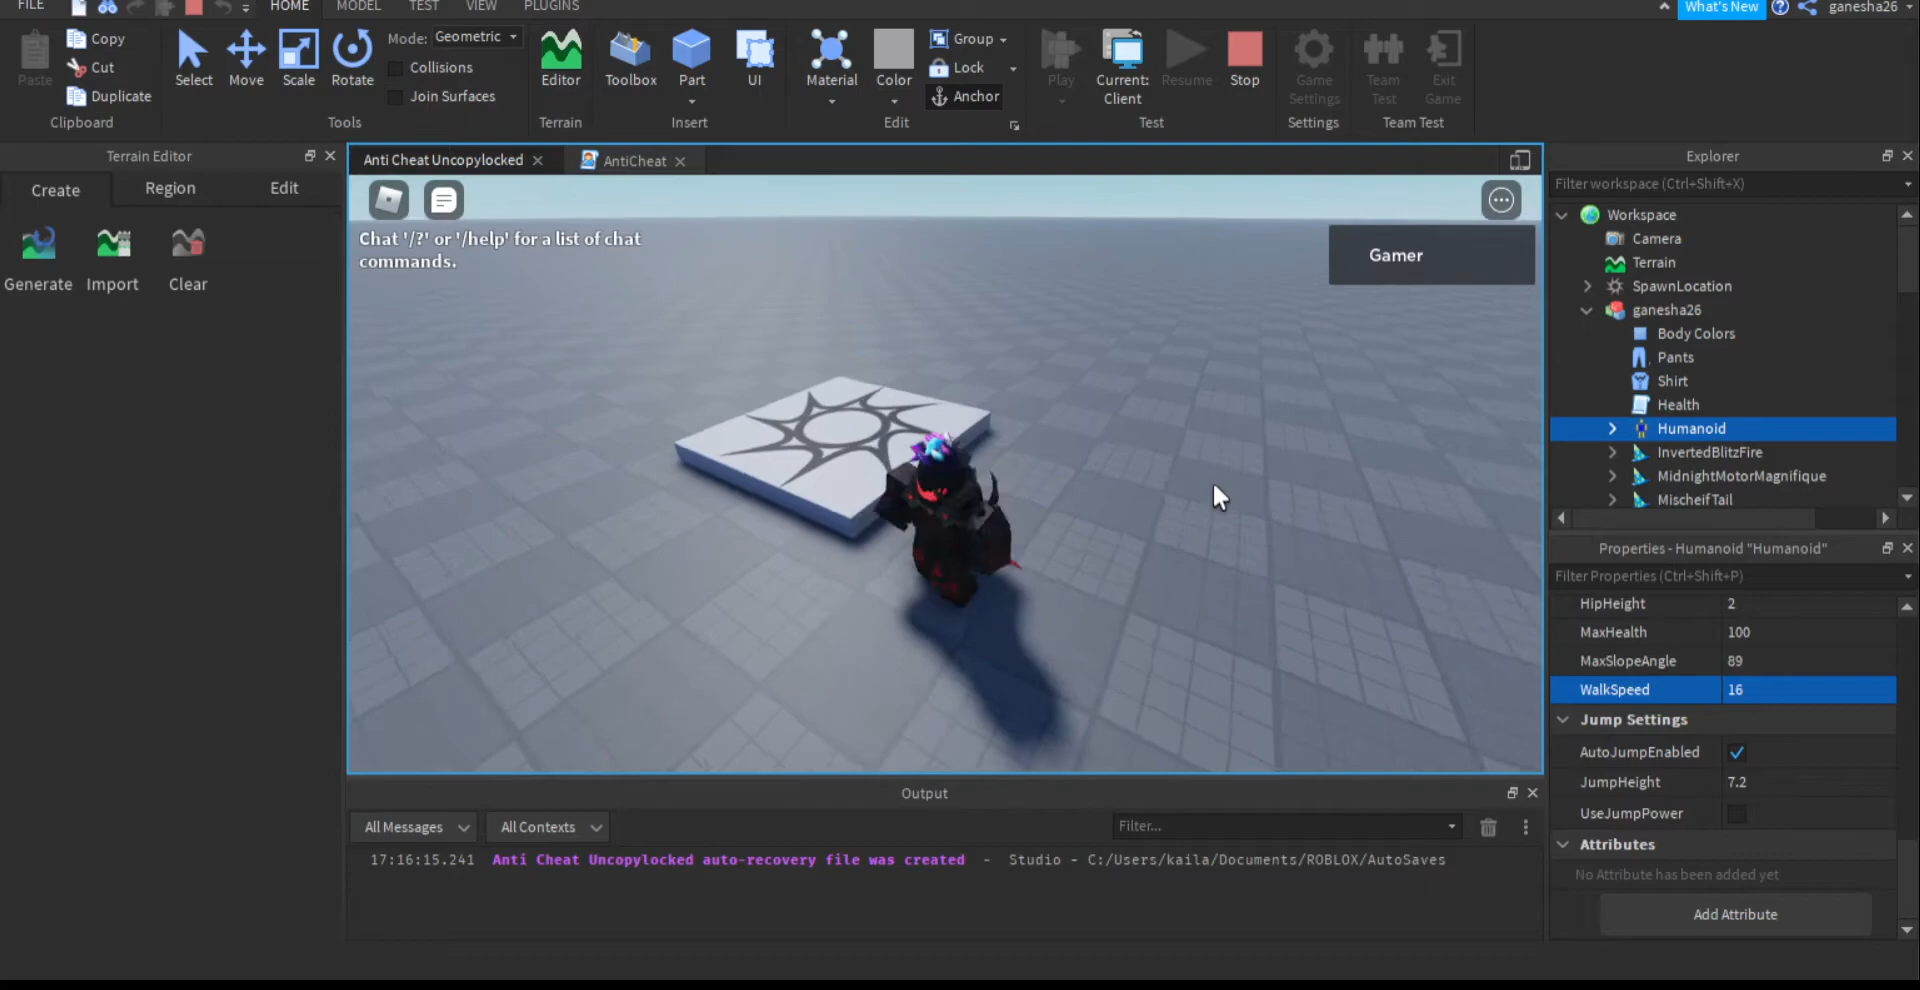 FILE
HOME
MODEL
TEST
VIEW
PLUGINS
What's New
ganesha26
Paste
Copy
Cut
Duplicate
Clipboard
Select
Move
Scale
Rotate
Mode: Geometric
Collisions
Join Surfaces
Tools
Editor
Terrain
Toolbox
Part
UI
Insert
Material
Color
Group
Lock
Anchor
Edit
Play
Current:
Client
Resume
Stop
Test
Game
Settings
Settings
Team
Test
Exit
Game
Team Test
Terrain Editor
Create
Region
Edit
Generate
Import
Clear
Anti Cheat Uncopylocked
AntiCheat
Chat '/?' or '/help' for a list of chat
commands.
Gamer
Output
All Messages
All Contexts
Filter...
17:16:15.241 Anti Cheat Uncopylocked auto-recovery file was created - Studio - C:/Users/kaila/Documents/ROBLOX/AutoSaves
Explorer
Filter workspace (Ctrl+Shift+X)
Workspace
Camera
Terrain
SpawnLocation
ganesha26
Body Colors
Pants
Shirt
Health
Humanoid
InvertedBlitzFire
MidnightMotorMagnifique
MischeifTail
Properties - Humanoid "Humanoid"
Filter Properties (Ctrl+Shift+P)
HipHeight 2
MaxHealth 100
MaxSlopeAngle 89
WalkSpeed 16
Jump Settings
AutoJumpEnabled
JumpHeight 7.2
UseJumpPower
Attributes
No Attribute has been added yet
Add Attribute